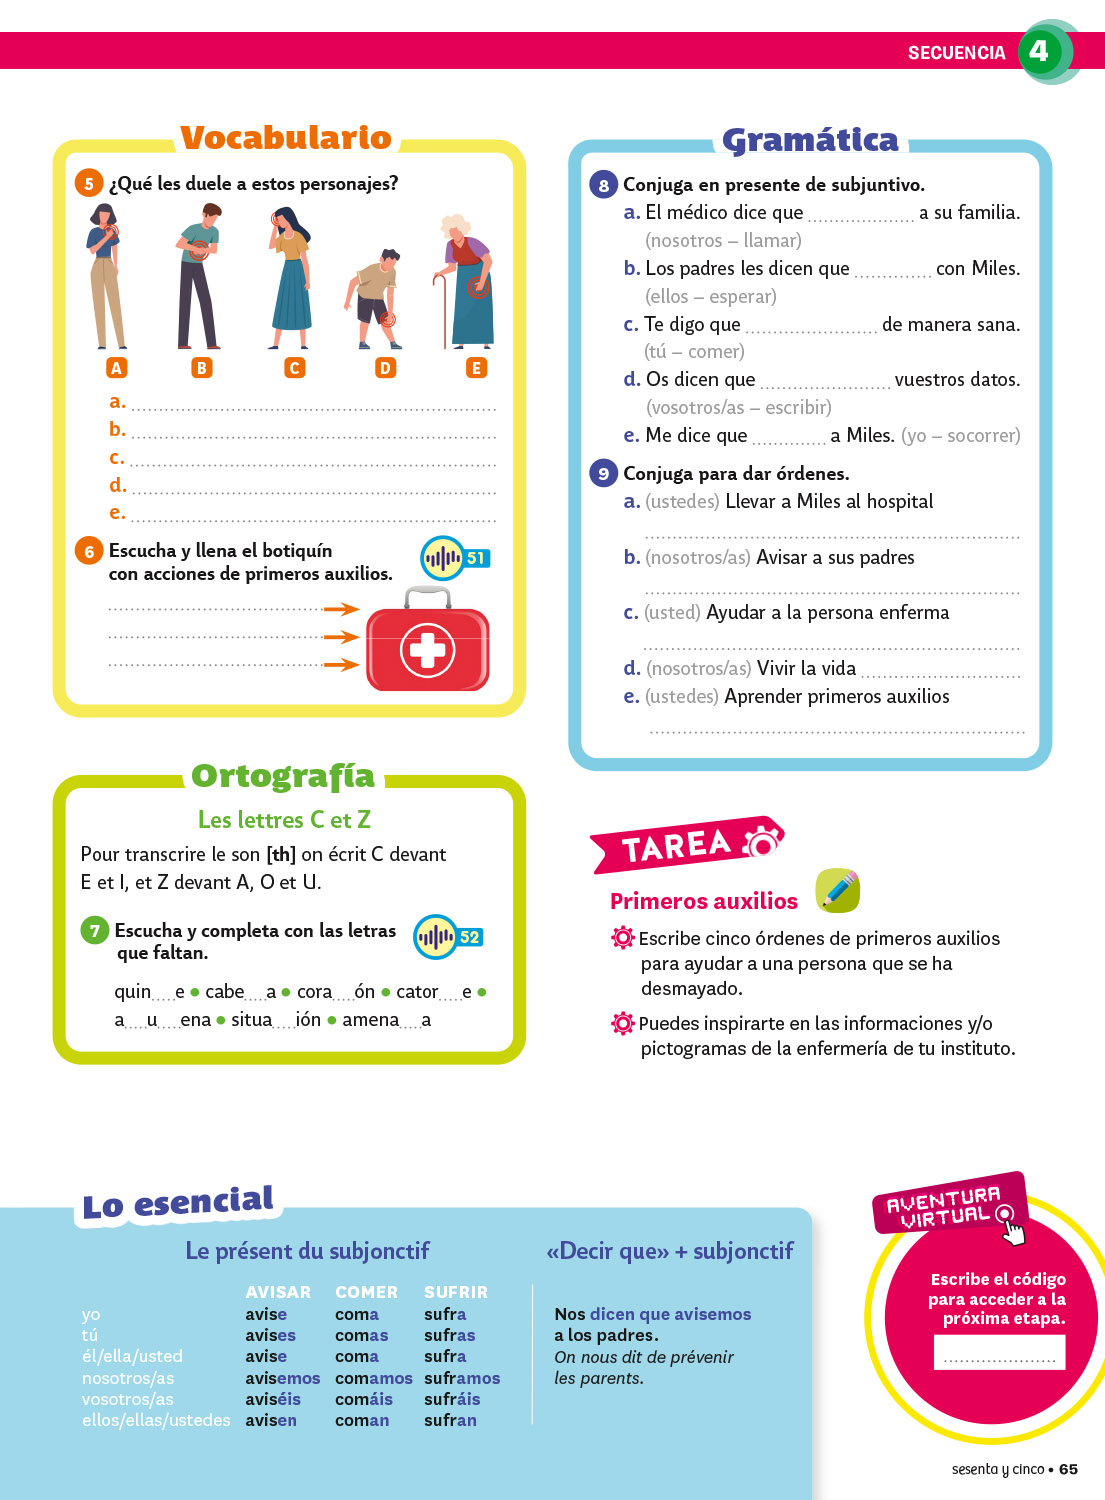 SECUENCIA 4
Vocabulario
5 ¿Qué les duele a estos personajes?
A B C D E
a. ....................
b. ....................
c. ....................
d. ....................
e. ....................
6 Escucha y llena el botiquín
con acciones de primeros auxilios.
51
....................
....................
....................
Ortografía
Les lettres C et Z
Pour transcrire le son [th] on écrit C devant
E et I, et Z devant A, O et U.
7 Escucha y completa con las letras
que faltan.
52
quin.....e • cabe.....a • cora.....ón • cator.....e •
a.....u.....ena • situa.....ión • amena.....a
Gramática
8 Conjuga en presente de subjuntivo.
a. El médico dice que .................... a su familia.
(nosotros – llamar)
b. Los padres les dicen que .............. con Miles.
(ellos – esperar)
c. Te digo que ........................ de manera sana.
(tú – comer)
d. Os dicen que ........................ vuestros datos.
(vosotros/as – escribir)
e. Me dice que .............. a Miles. (yo – socorrer)
9 Conjuga para dar órdenes.
a. (ustedes) Llevar a Miles al hospital
....................
b. (nosotros/as) Avisar a sus padres
....................
c. (usted) Ayudar a la persona enferma
....................
d. (nosotros/as) Vivir la vida ....................
e. (ustedes) Aprender primeros auxilios
....................
TAREA
Primeros auxilios
Escribe cinco órdenes de primeros auxilios
para ayudar a una persona que se ha
desmayado.
Puedes inspirarte en las informaciones y/o
pictogramas de la enfermería de tu instituto.
Lo esencial
Le présent du subjonctif
AVISAR COMER SUFRIR
yo avise coma sufra
tú avises comas sufras
él/ella/usted avise coma sufra
nosotros/as avisemos comamos suframos
vosotros/as aviséis comáis sufráis
ellos/ellas/ustedes avisen coman sufran
«Decir que» + subjonctif
Nos dicen que avisemos
a los padres.
On nous dit de prévenir
les parents.
AVENTURA
VIRTUAL
Escribe el código
para acceder a la
próxima etapa.
....................
sesenta y cinco • 65